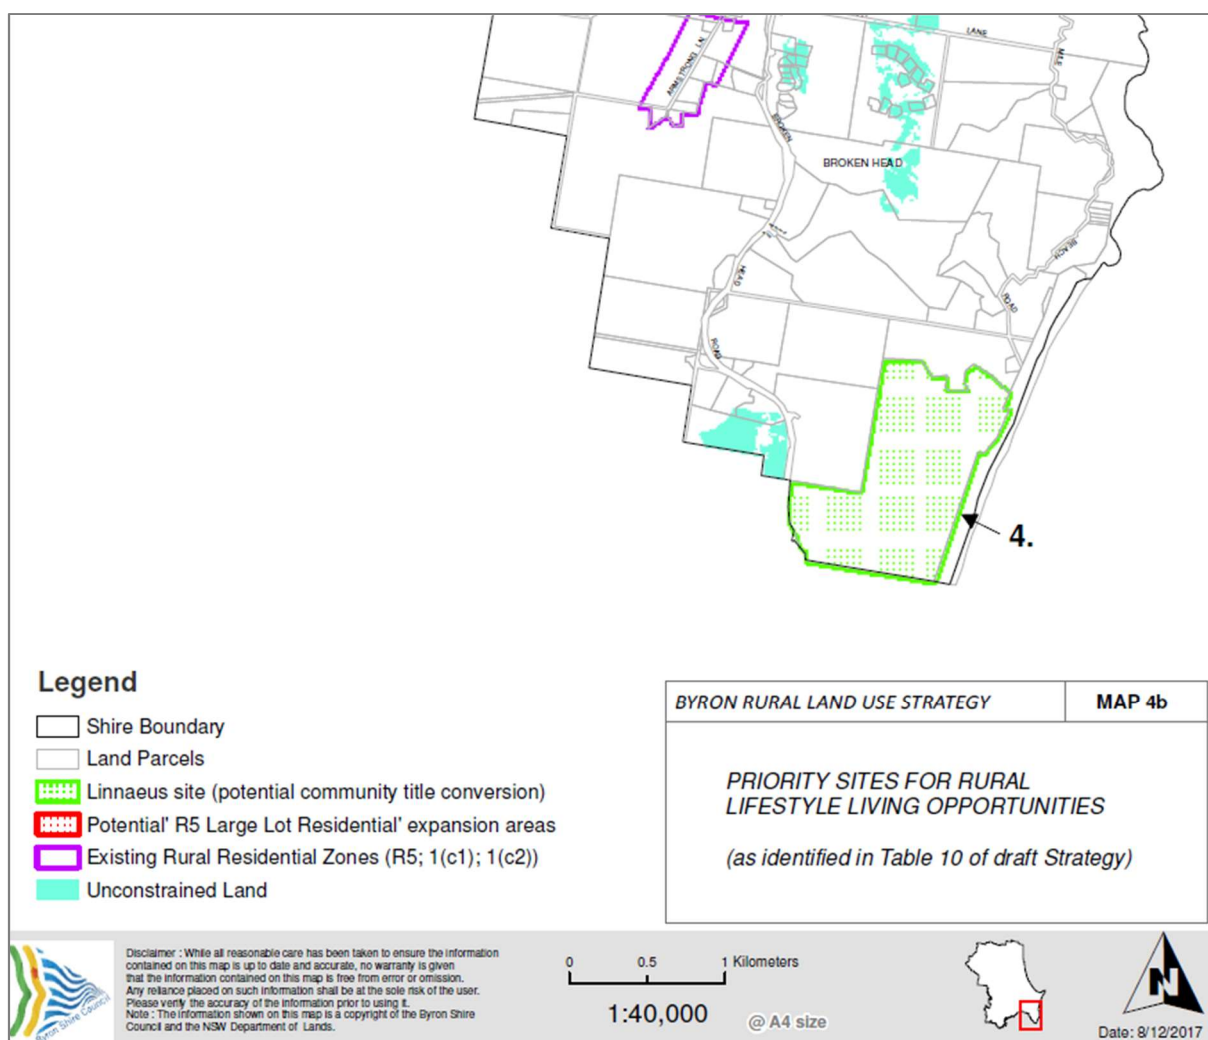 LANE
MILE
ARMSTRONG LN
BROKEN
BROKEN HEAD
BEACH
HEAD
ROAD
ROAD
4.
Legend
Shire Boundary
Land Parcels
Linnaeus site (potential community title conversion)
Potential' R5 Large Lot Residential' expansion areas
Existing Rural Residential Zones (R5; 1(c1); 1(c2))
Unconstrained Land
BYRON RURAL LAND USE STRATEGY
MAP 4b
PRIORITY SITES FOR RURAL
LIFESTYLE LIVING OPPORTUNITIES
(as identified in Table 10 of draft Strategy)
Byron Shire Council
Disclaimer : While all reasonable care has been taken to ensure the information
contained on this map is up to date and accurate, no warranty is given
that the information contained on this map is free from error or omission.
Any reliance placed on such information shall be at the sole risk of the user.
Please verify the accuracy of the information prior to using it.
Note : The information shown on this map is a copyright of the Byron Shire
Council and the NSW Department of Lands.
0 0.5 1 Kilometers
1:40,000 @ A4 size
N
Date: 8/12/2017